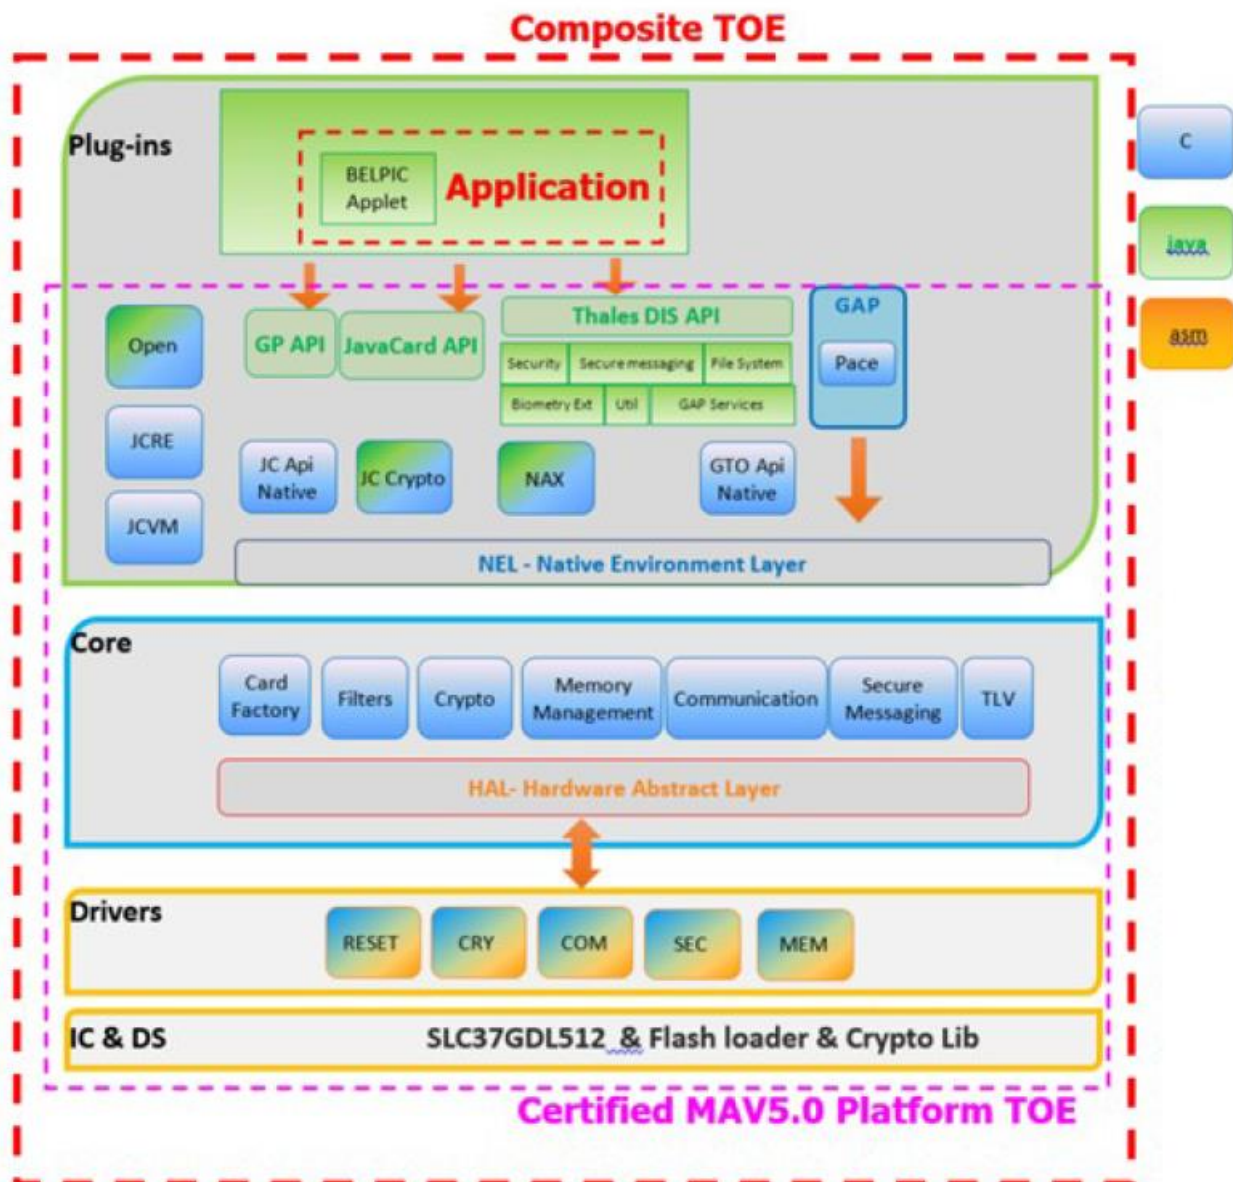 Composite TOE
Plug-ins
BELPIC
Applet
Application
C
java
asm
Open
GP API
JavaCard API
Thales DIS API
Security
Secure messaging
File System
Biometry Ext
Util
GAP Services
GAP
Pace
JCRE
JC Api
Native
JC Crypto
NAX
GTO Api
Native
JCVM
NEL - Native Environment Layer
Core
Card
Factory
Filters
Crypto
Memory
Management
Communication
Secure
Messaging
TLV
HAL- Hardware Abstract Layer
Drivers
RESET
CRY
COM
SEC
MEM
IC & DS
SLC37GDL512 & Flash loader & Crypto Lib
Certified MAV5.0 Platform TOE